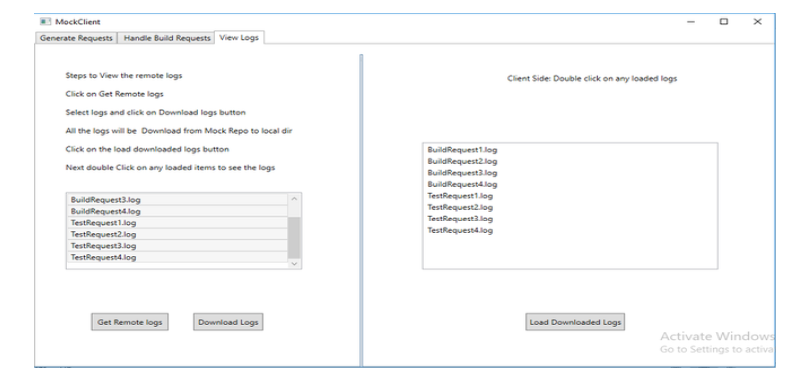 MockClient
Generate Requests Handle Build Requests View Logs
Steps to View the remote logs
Click on Get Remote logs
Select logs and click on Download logs button
All the logs will be Download from Mock Repo to local dir
Click on the load downloaded logs button
Next double Click on any loaded items to see the logs
BuildRequest3.log
BuildRequest4.log
TestRequest1.log
TestRequest2.log
TestRequest3.log
TestRequest4.log
Get Remote logs Download Logs
Client Side: Double click on any loaded logs
BuildRequest1.log
BuildRequest2.log
BuildRequest3.log
BuildRequest4.log
TestRequest1.log
TestRequest2.log
TestRequest3.log
TestRequest4.log
Load Downloaded Logs
Activate Windows
Go to Settings to activa